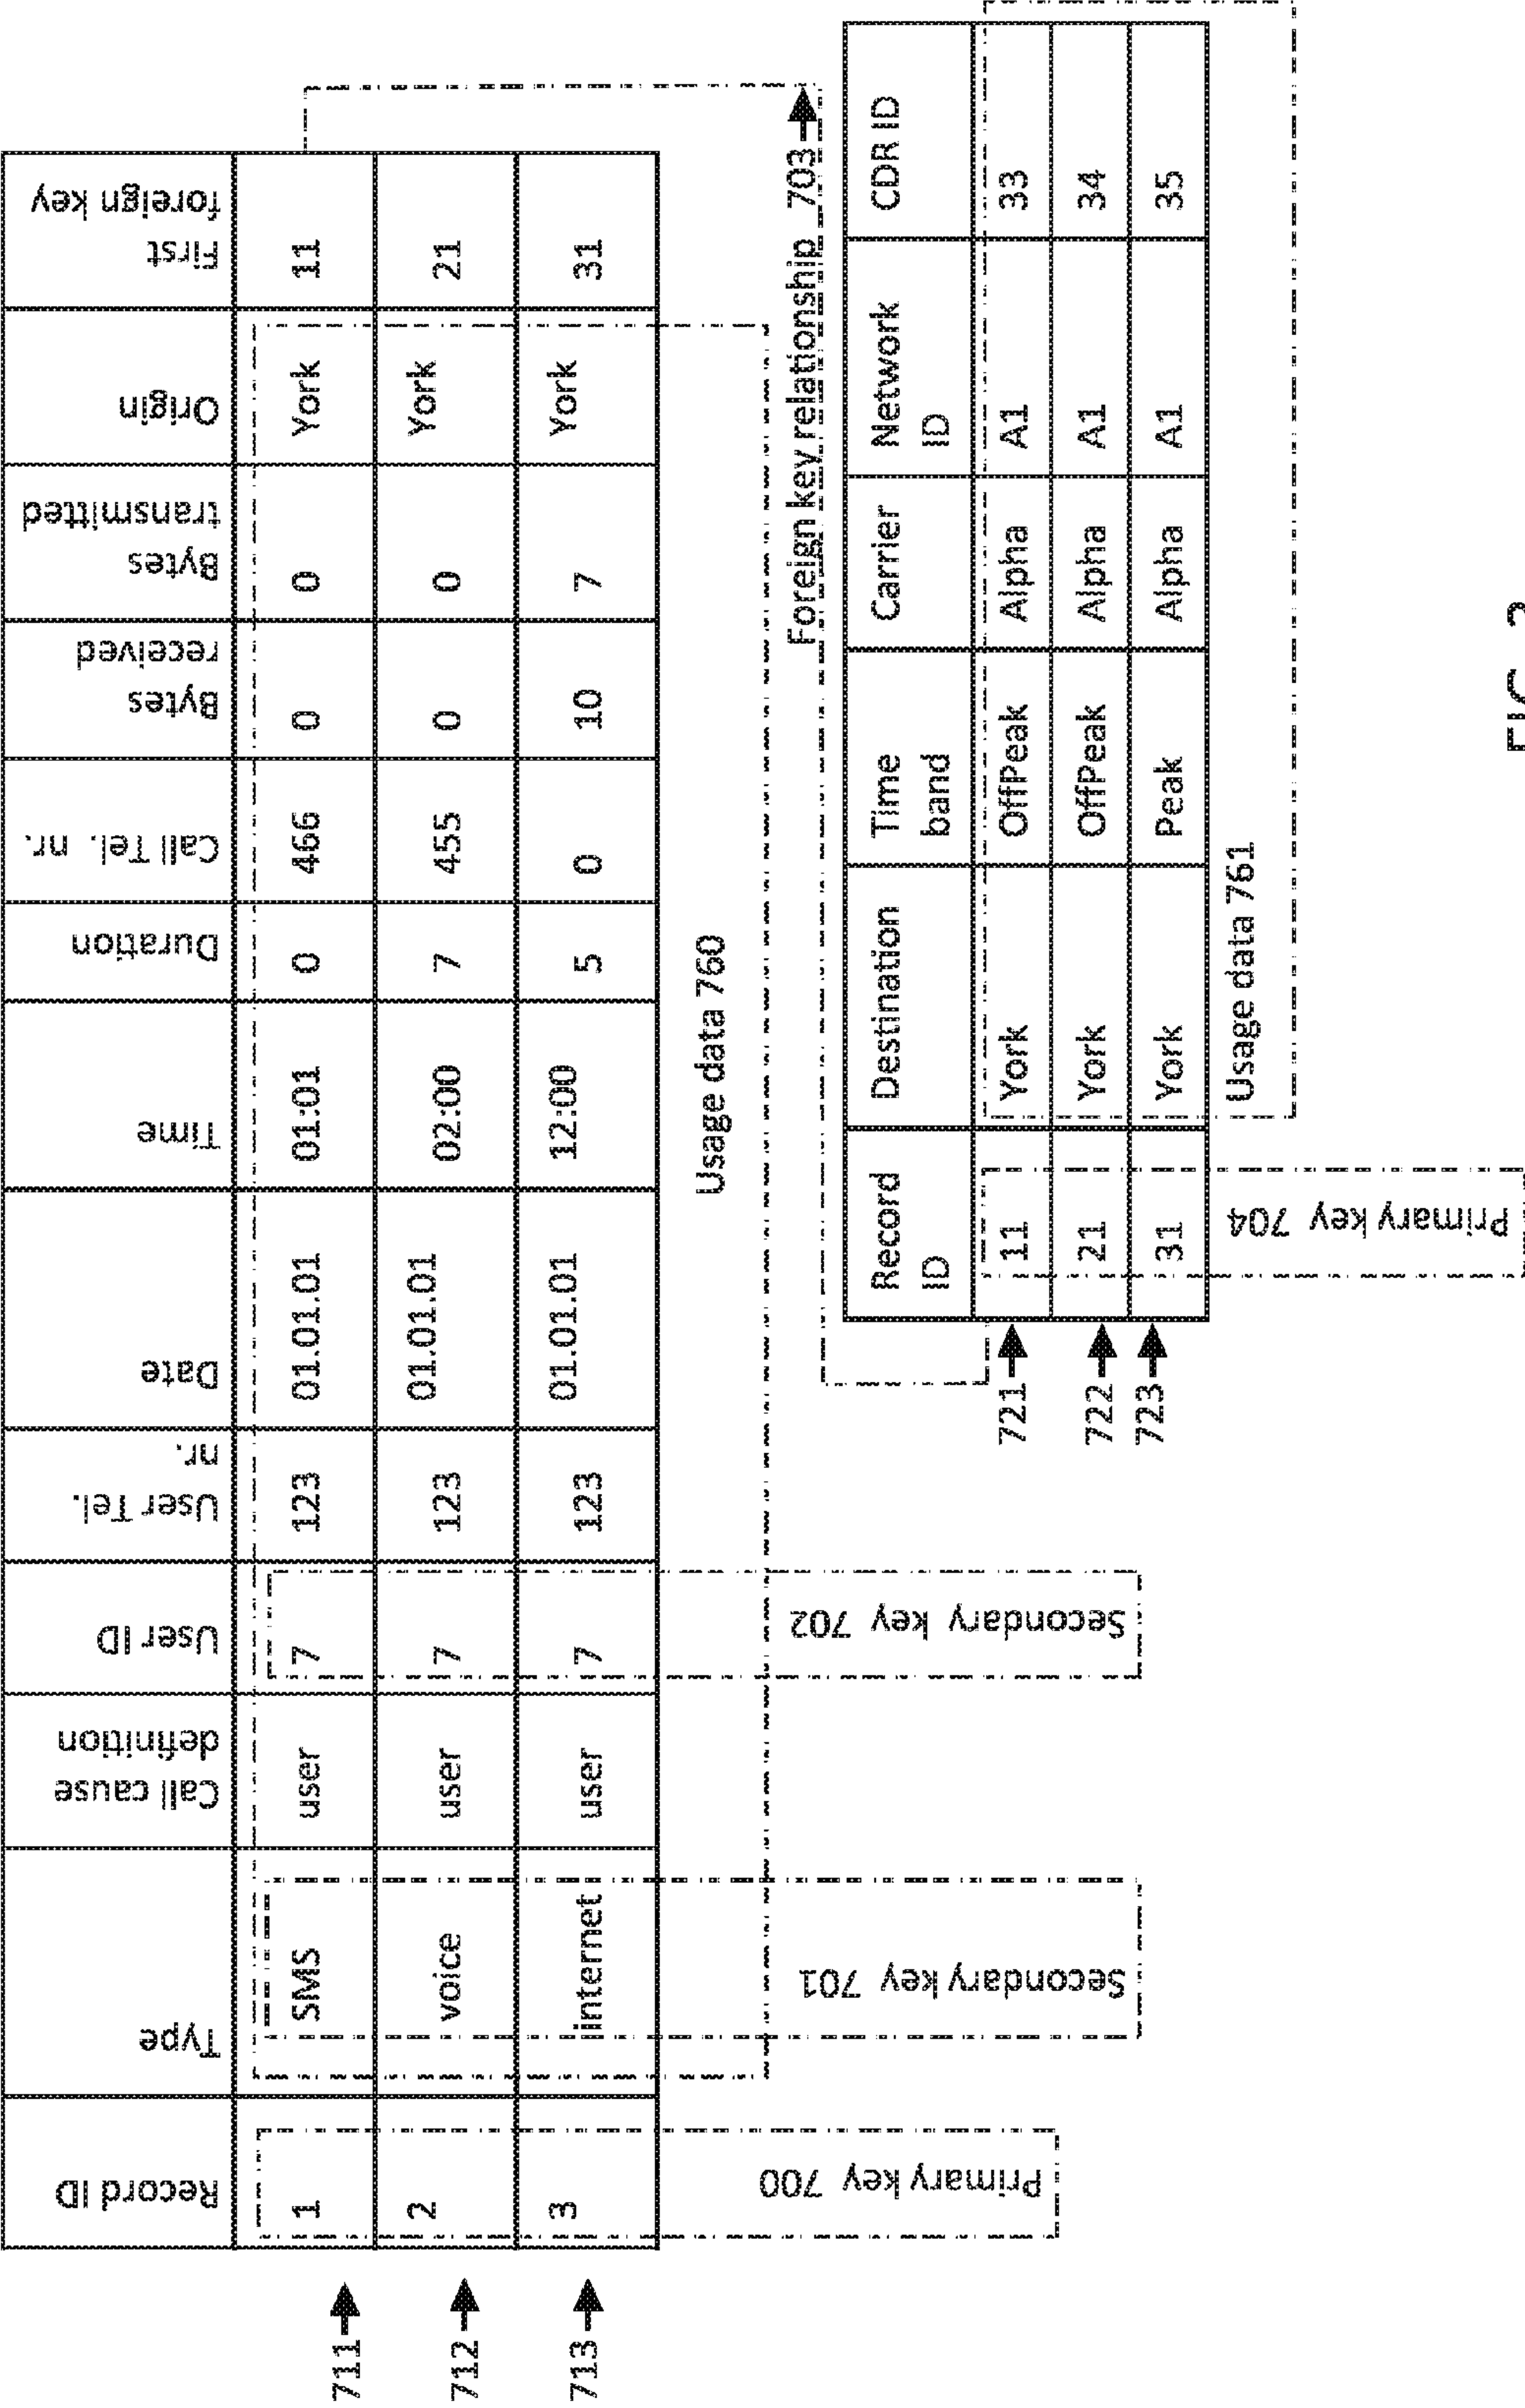 Record ID Type Call cause definition User ID User Tel. nr. Date Time Duration Call Tel. nr. Bytes received Bytes transmitted Origin First foreign key
711 1 SMS user 7 123 01.01.01 01:01 0 466 0 0 York 11
712 2 voice user 7 123 01.01.01 02:00 7 455 0 0 York 21
713 3 internet user 7 123 01.01.01 12:00 5 0 10 7 York 31
Usage data 760
Primary key 700
Secondary key 701
Secondary key 702
Foreign key relationship 703
Record ID Destination Time band Carrier Network ID CDR ID
721 11 York OffPeak Alpha A1 33
722 21 York OffPeak Alpha A1 34
723 31 York Peak Alpha A1 35
Usage data 761
Primary key 704